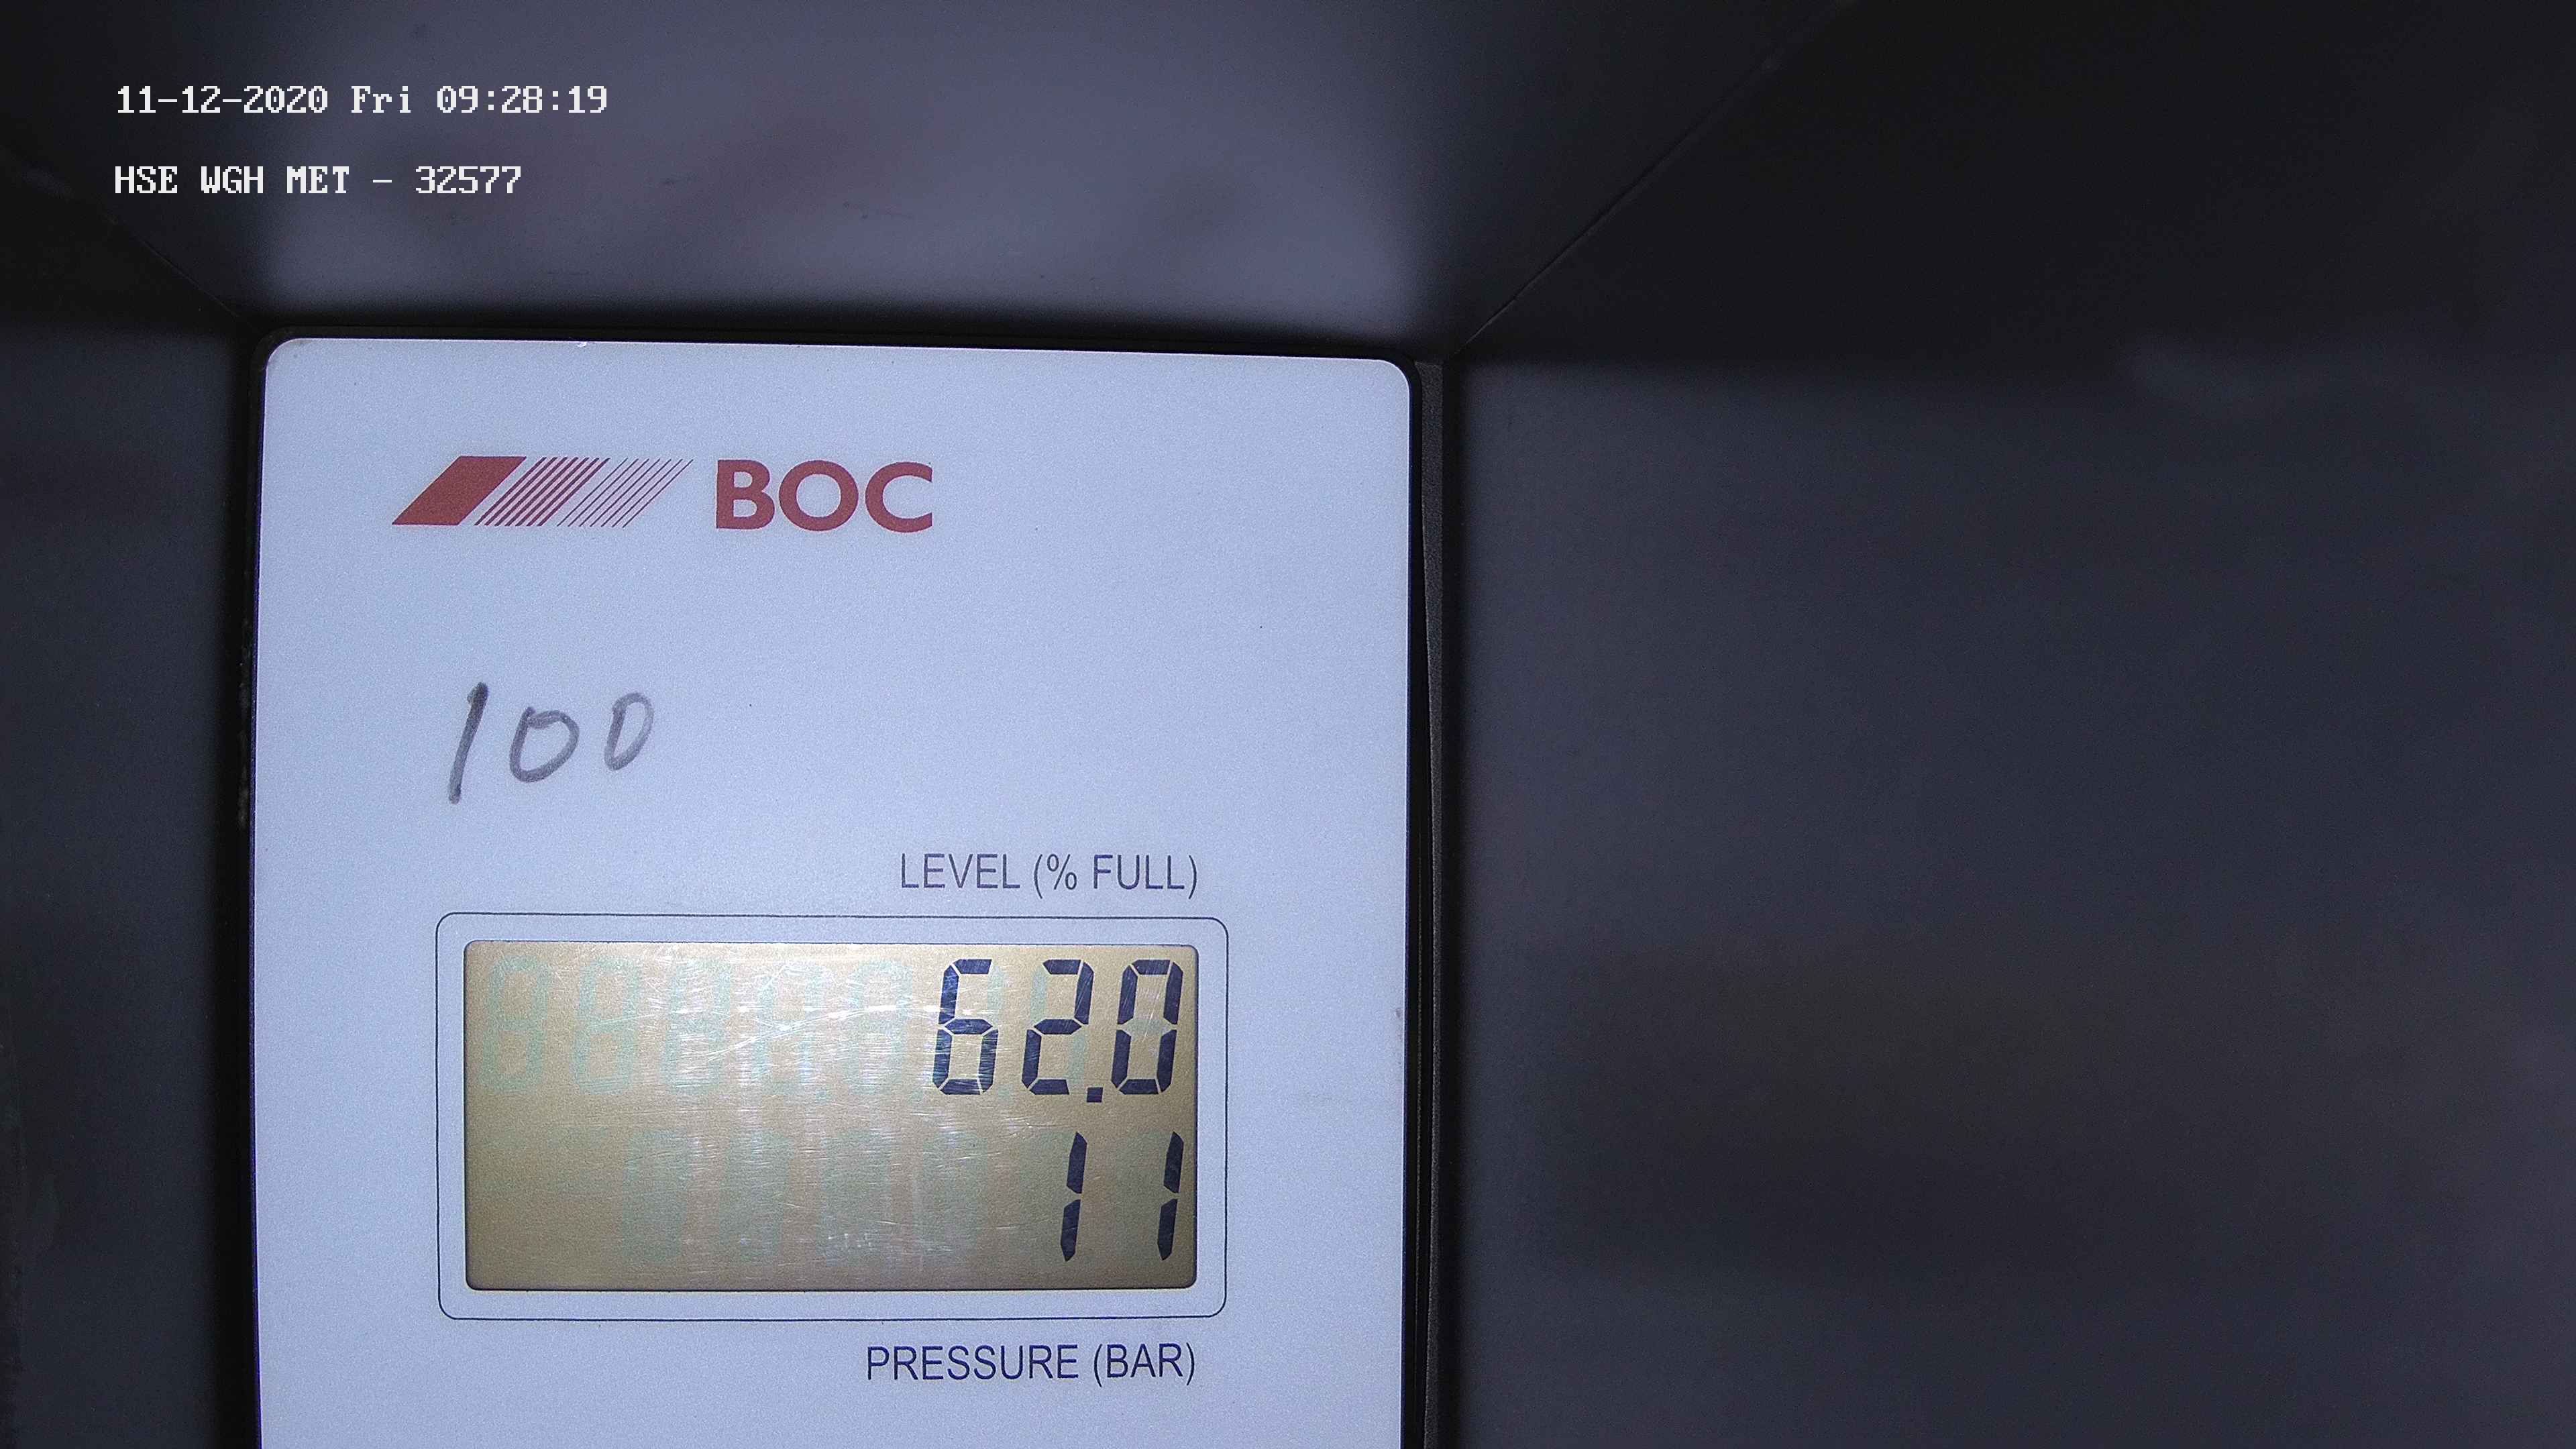 11-12-2020 Fri 09:28:19
HSE WGH MET - 32577
BOC
100
LEVEL (% FULL)
62.0
11
PRESSURE (BAR)